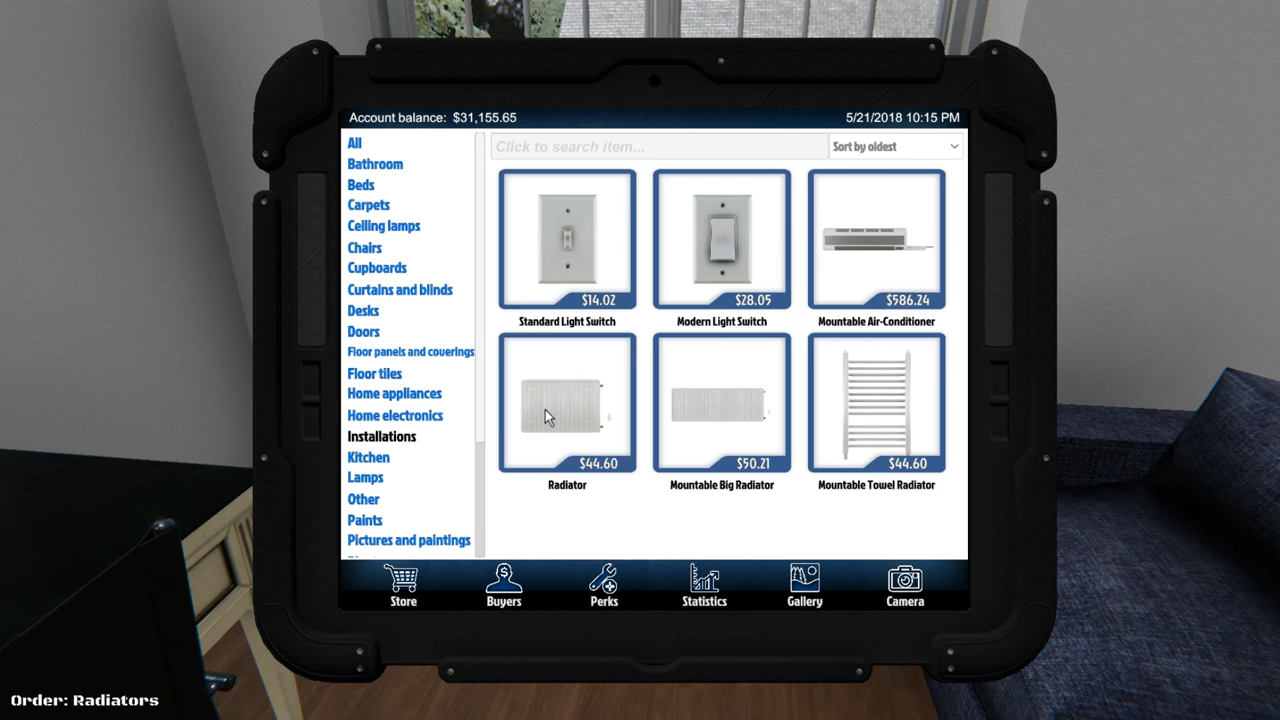 Account balance: $31,155.65
5/21/2018 10:15 PM
All
Bathroom
Beds
Carpets
Ceiling lamps
Chairs
Cupboards
Curtains and blinds
Desks
Doors
Floor panels and coverings
Floor tiles
Home appliances
Home electronics
Installations
Kitchen
Lamps
Other
Paints
Pictures and paintings
Click to search item...
Sort by oldest
$14.02
$28.05
$586.24
Standard Light Switch
Modern Light Switch
Mountable Air-Conditioner
$44.60
$50.21
$44.60
Radiator
Mountable Big Radiator
Mountable Towel Radiator
Store
Buyers
Perks
Statistics
Gallery
Camera
Order: Radiators